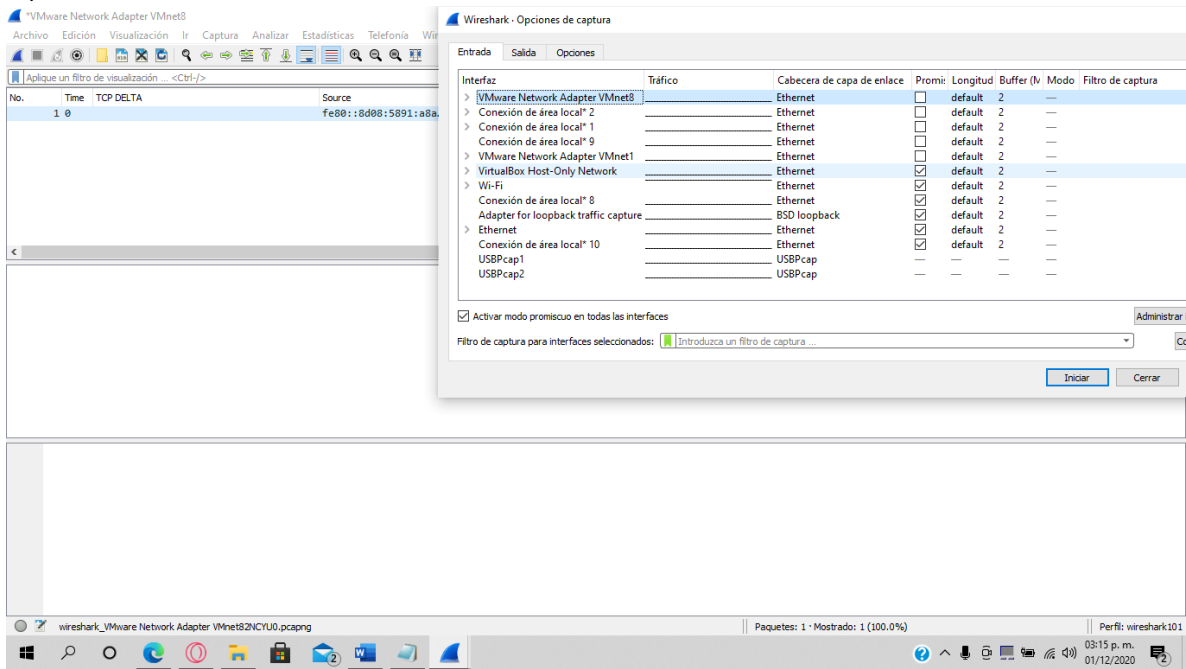 *VMware Network Adapter VMnet8
Archivo Edición Visualización Ir Captura Analizar Estadísticas Telefonía
Aplique un filtro de visualización ... <Ctrl-/>
No. Time TCP DELTA Source
1 0 fe80::8d08:5891:a8a
Wireshark · Opciones de captura
Entrada Salida Opciones
Interfaz Tráfico Cabecera de capa de enlace Promis Longitud Buffer (M Modo Filtro de captura
VMware Network Adapter VMnet8 Ethernet default 2 —
Conexión de área local* 2 Ethernet default 2 —
Conexión de área local* 1 Ethernet default 2 —
Conexión de área local* 9 Ethernet default 2 —
VMware Network Adapter VMnet1 Ethernet default 2 —
VirtualBox Host-Only Network Ethernet default 2 —
Wi-Fi Ethernet default 2 —
Conexión de área local* 8 Ethernet default 2 —
Adapter for loopback traffic capture BSD loopback default 2 —
Ethernet Ethernet default 2 —
Conexión de área local* 10 Ethernet default 2 —
USBPcap1 USBPcap — — — —
USBPcap2 USBPcap — — — —
Activar modo promiscuo en todas las interfaces
Administrar
Filtro de captura para interfaces seleccionados: Introduzca un filtro de captura ...
Co
Iniciar Cerrar
wireshark_VMware Network Adapter VMnet82NCYU0.pcapng Paquetes: 1 · Mostrado: 1 (100.0%) Perfil: wireshark101
03:15 p. m.
01/12/2020
2
2